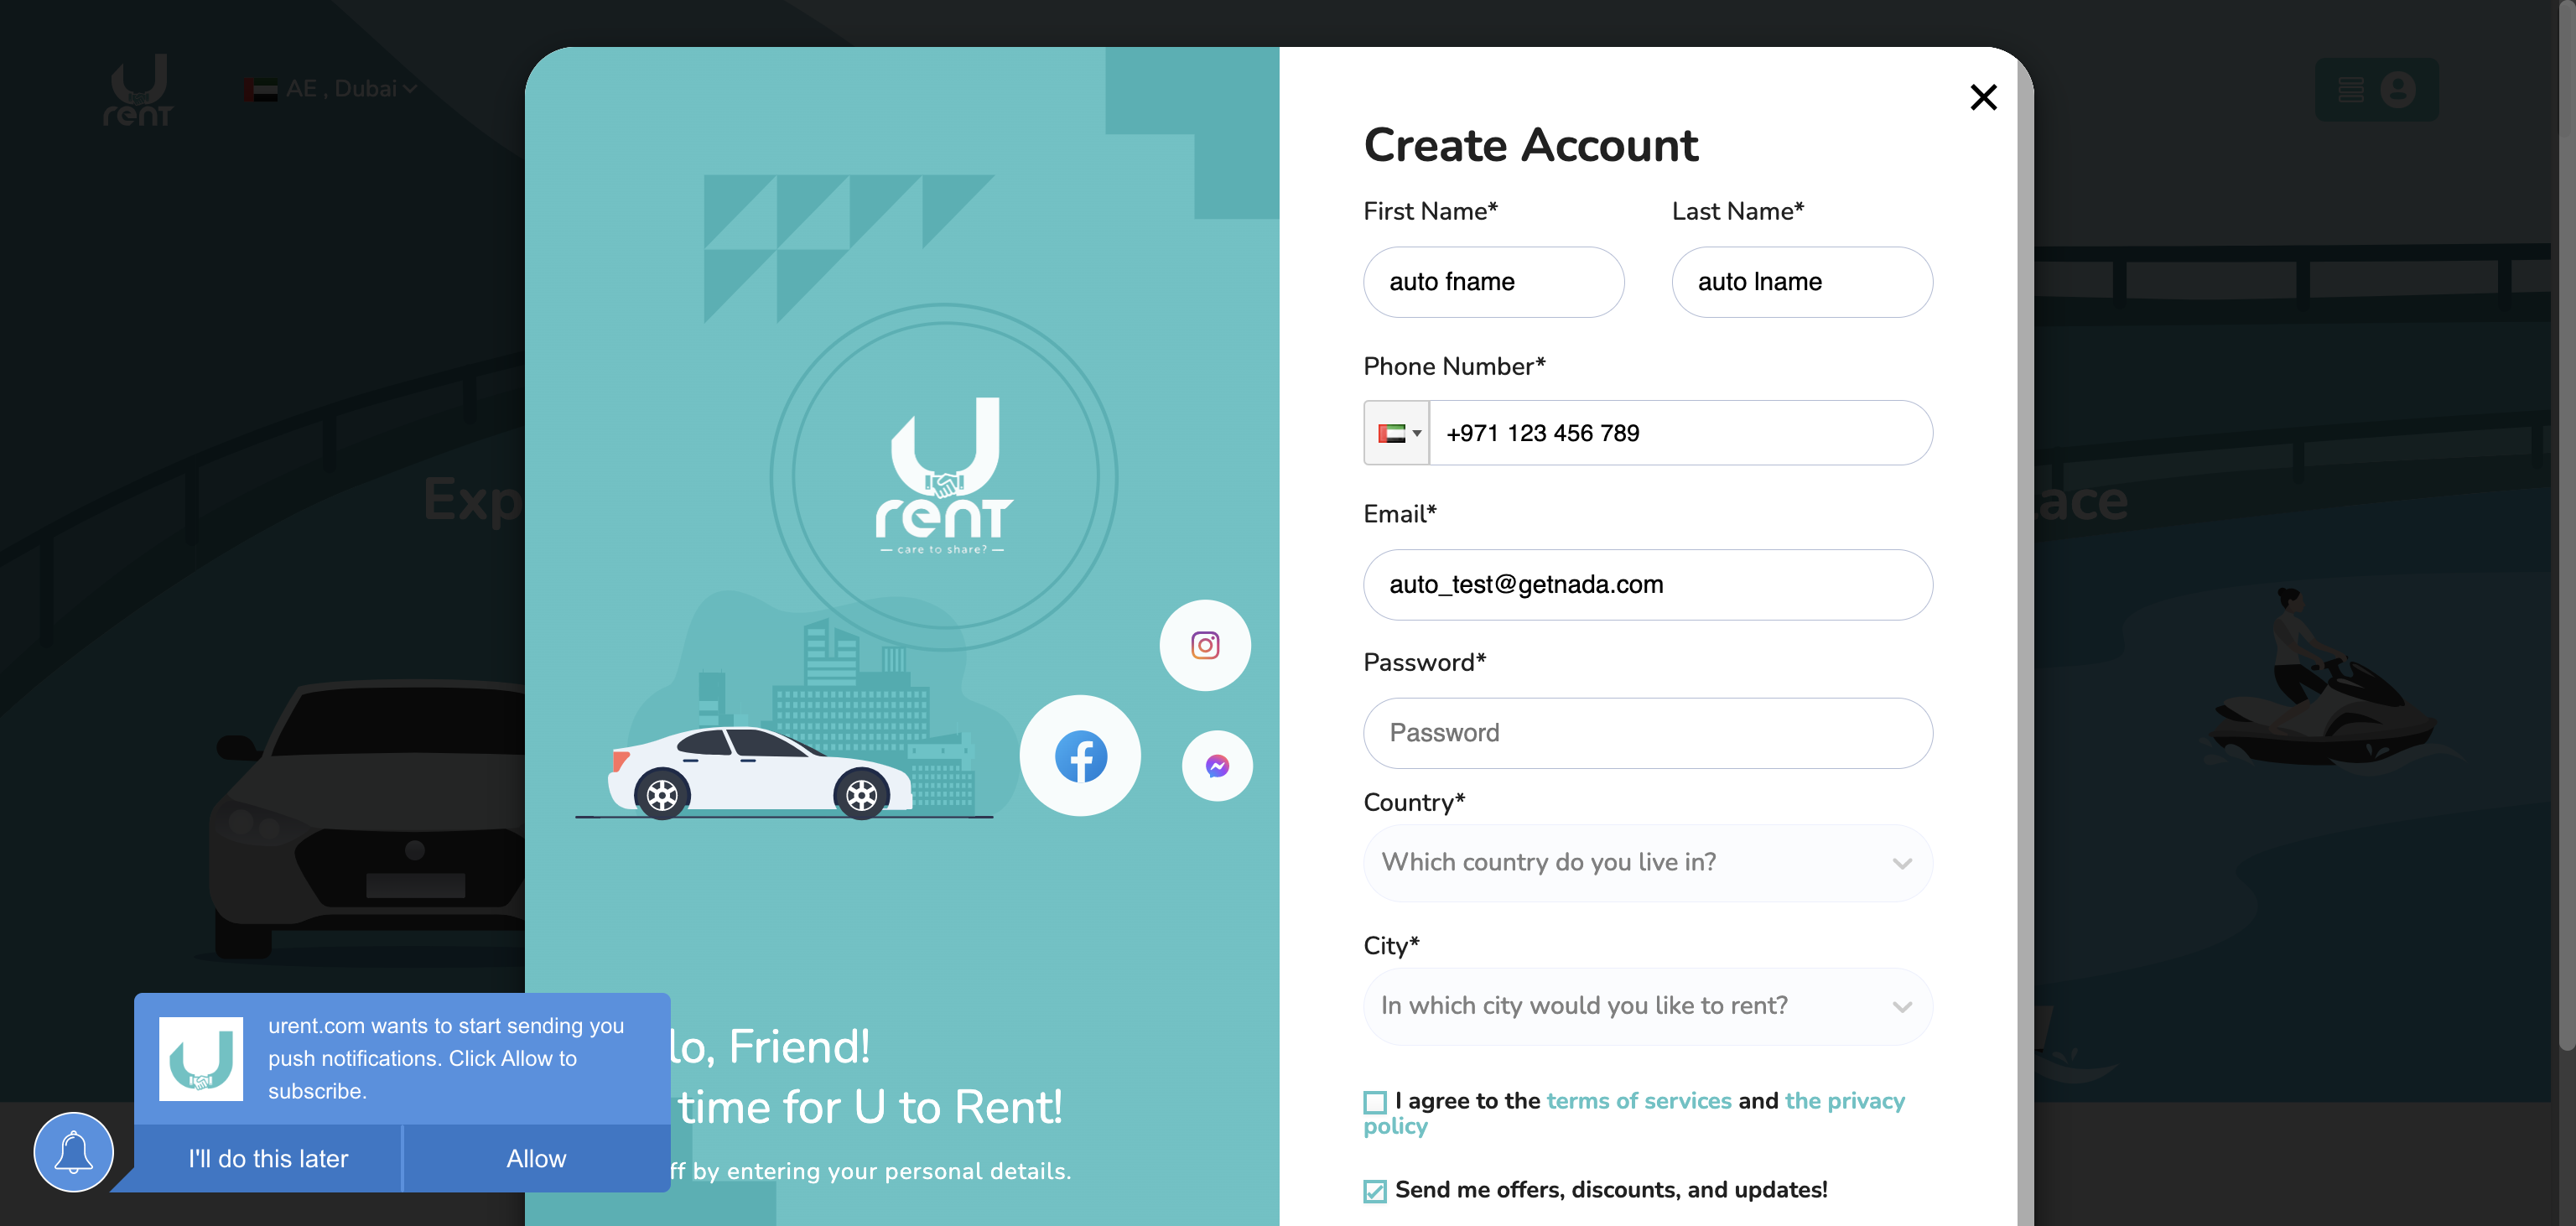 U
rent
AE , Dubai
Exp
lace
U
rent
care to share?
lo, Friend!
time for U to Rent!
ff by entering your personal details.
urent.com wants to start sending you
push notifications. Click Allow to
subscribe.
I'll do this later
Allow
Create Account
First Name*
Last Name*
auto fname
auto lname
Phone Number*
+971 123 456 789
Email*
auto_test@getnada.com
Password*
Password
Country*
Which country do you live in?
City*
In which city would you like to rent?
I agree to the terms of services and the privacy
policy
Send me offers, discounts, and updates!